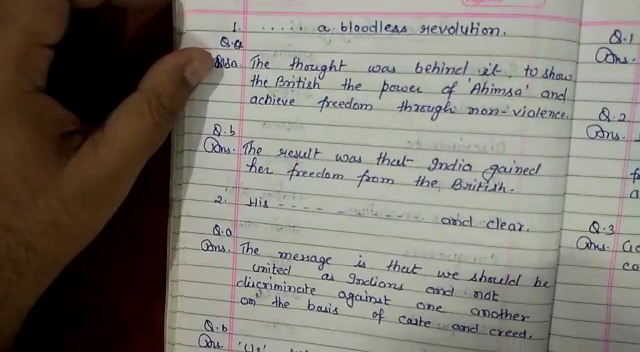 1. ..... a bloodless revolution.
Q.a
Ans. The thought was behind it, to show
the British the power of 'Ahimsa' and
achieve freedom through non-violence.
Q.b
Ans. The result was that India gained
her freedom from the British.
2. His - - - - - - - - - and clear.
Q.a
Ans. The message is that we should be
united as Indians and not
discriminate against one another
on the basis of caste and creed.
Q.b
Ans.
Q.1
Ans.
Q.2
Ans.
Q.3
Ans.